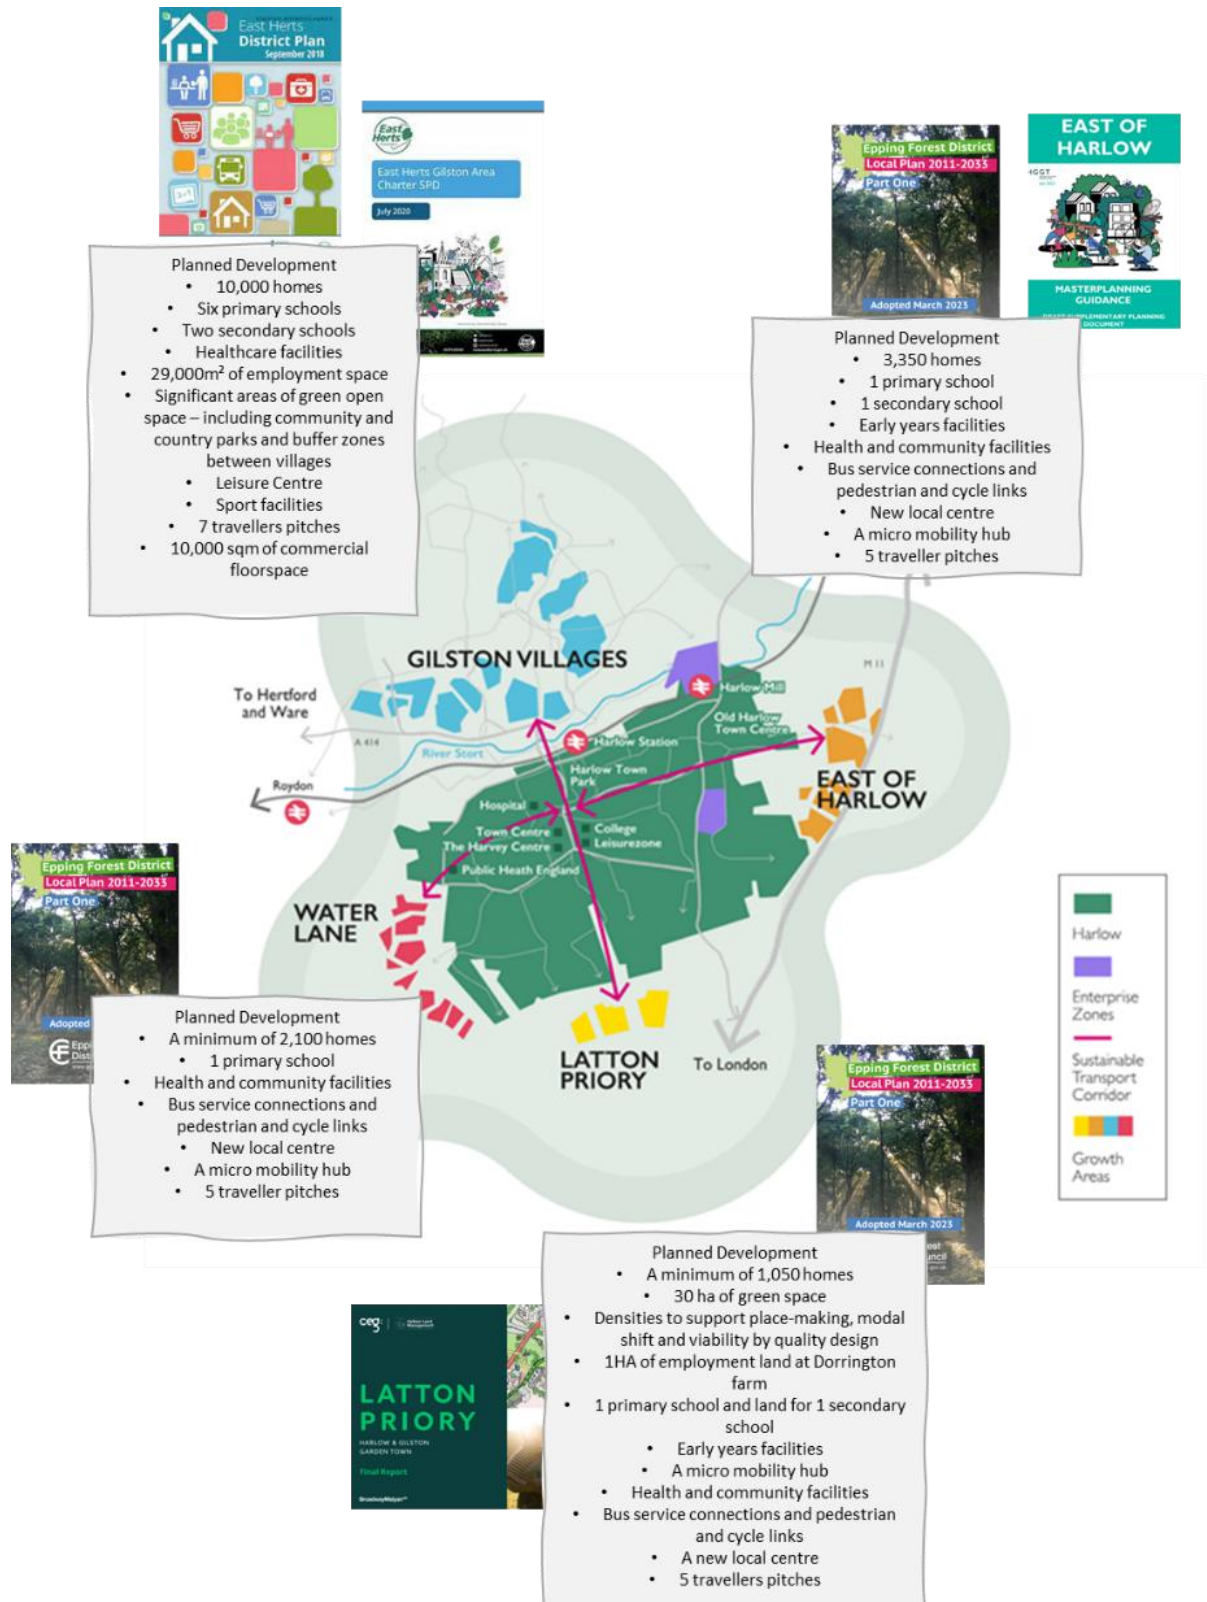 East Herts
District Plan
September 2018
East
Herts
East Herts Gilston Area
Charter SPD
July 2020
Planned Development
• 10,000 homes
• Six primary schools
• Two secondary schools
• Healthcare facilities
• 29,000m² of employment space
• Significant areas of green open
space – including community and
country parks and buffer zones
between villages
• Leisure Centre
• Sport facilities
• 7 travellers pitches
• 10,000 sqm of commercial
floorspace
Epping Forest District
Local Plan 2011-2033
Part One
Adopted March 2023
EAST OF
HARLOW
HGGT
MASTERPLANNING
GUIDANCE
DRAFT SUPPLEMENTARY PLANNING
DOCUMENT
Planned Development
• 3,350 homes
• 1 primary school
• 1 secondary school
• Early years facilities
• Health and community facilities
• Bus service connections and
pedestrian and cycle links
• New local centre
• A micro mobility hub
• 5 traveller pitches
GILSTON VILLAGES
M11
To Hertford
and Ware
Harlow Mill
Old Harlow
Town Centre
A 414
River Stort
Harlow Station
Roydon
Harlow Town
Park
EAST OF
HARLOW
Hospital
Town Centre
College
The Harvey Centre
Leisurezone
Public Heath England
WATER
LANE
LATTON
PRIORY
To London
Harlow
Enterprise
Zones
Sustainable
Transport
Corridor
Growth
Areas
Epping Forest District
Local Plan 2011-2033
Part One
Adopted
Planned Development
• A minimum of 2,100 homes
• 1 primary school
• Health and community facilities
• Bus service connections and
pedestrian and cycle links
• New local centre
• A micro mobility hub
• 5 traveller pitches
Epping Forest District
Local Plan 2011-2033
Part One
Adopted March 2023
ceg
LATTON
PRIORY
HARLOW & GILSTON
GARDEN TOWN
Final Report
BroadwayMalyan
Planned Development
• A minimum of 1,050 homes
• 30 ha of green space
• Densities to support place-making, modal
shift and viability by quality design
• 1HA of employment land at Dorrington
farm
• 1 primary school and land for 1 secondary
school
• Early years facilities
• A micro mobility hub
• Health and community facilities
• Bus service connections and pedestrian
and cycle links
• A new local centre
• 5 travellers pitches